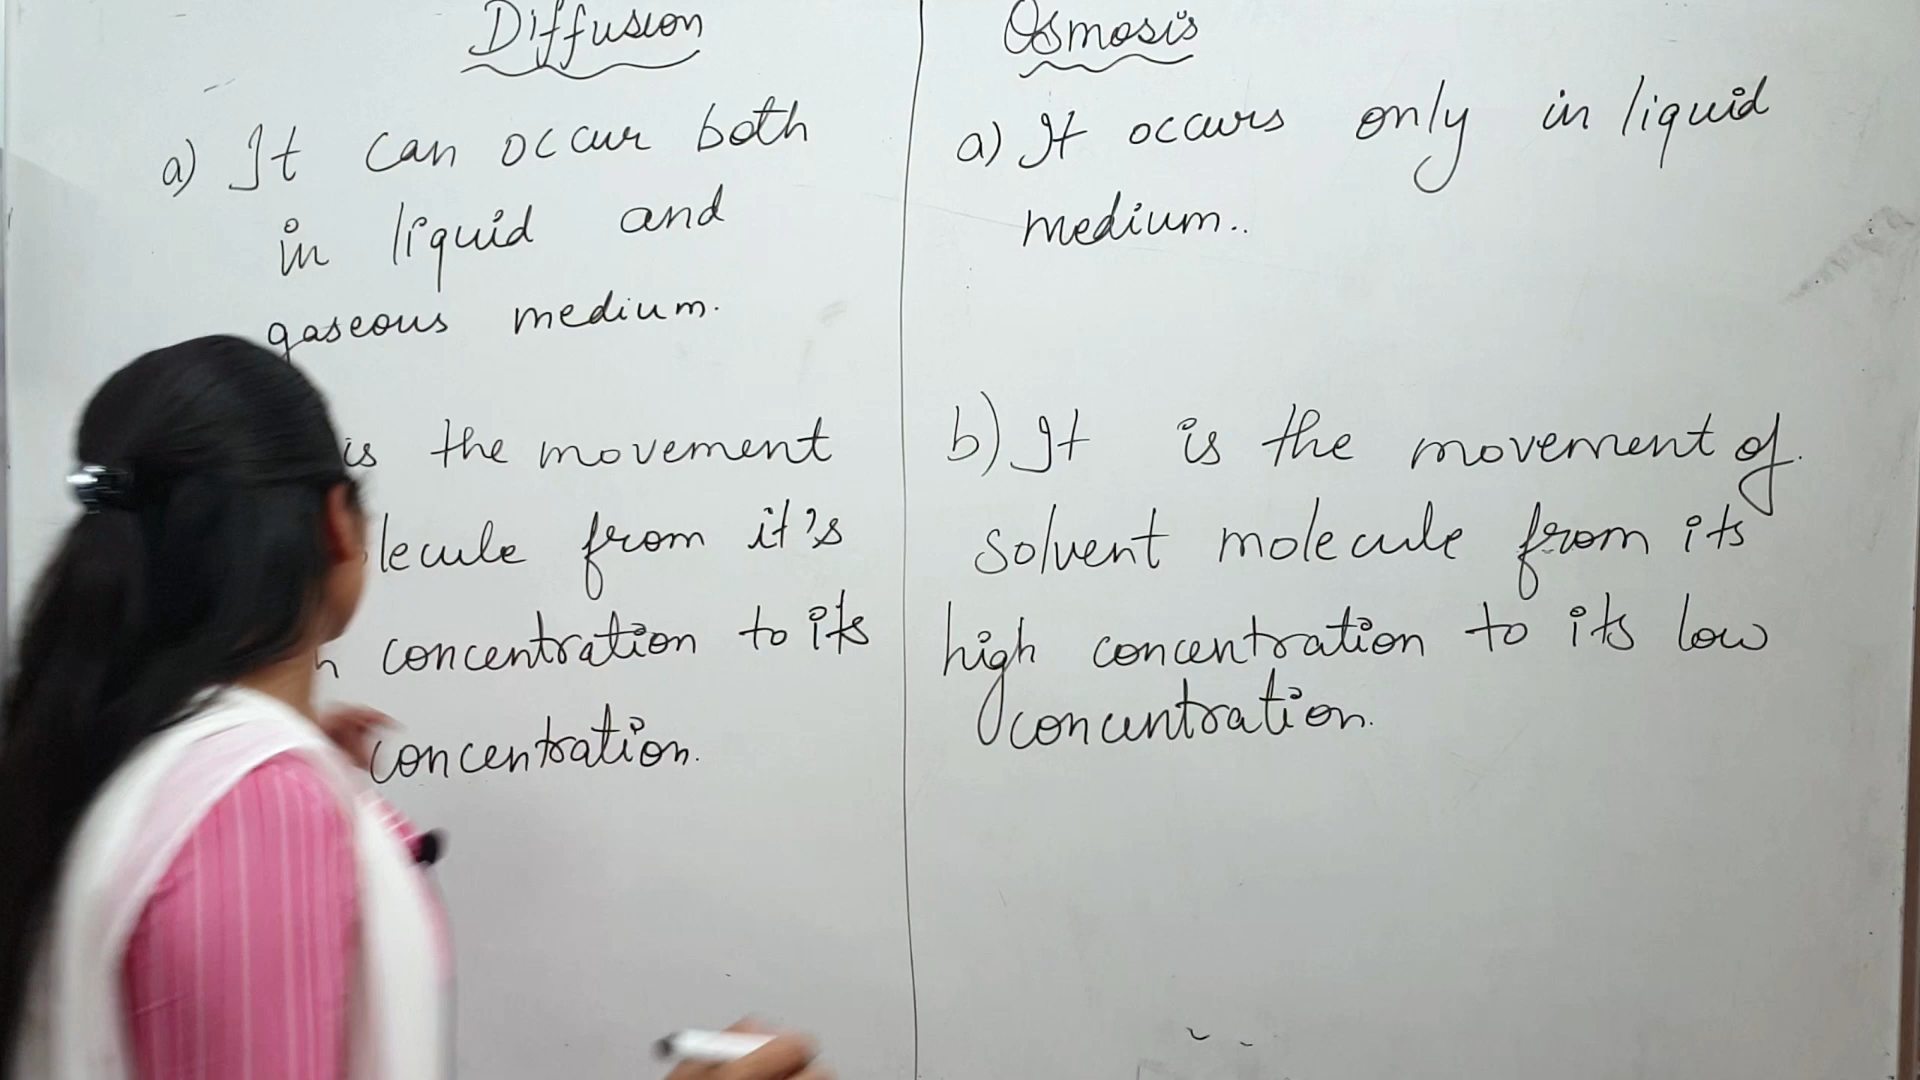 Diffusion
a) It can occur both
in liquid and
gaseous medium.
is the movement
lecule from it's
concentration to its
concentration.
Osmosis
a) It occurs only in liquid
medium..
b) It is the movement of
solvent molecule from its
high concentration to its low
concentration.